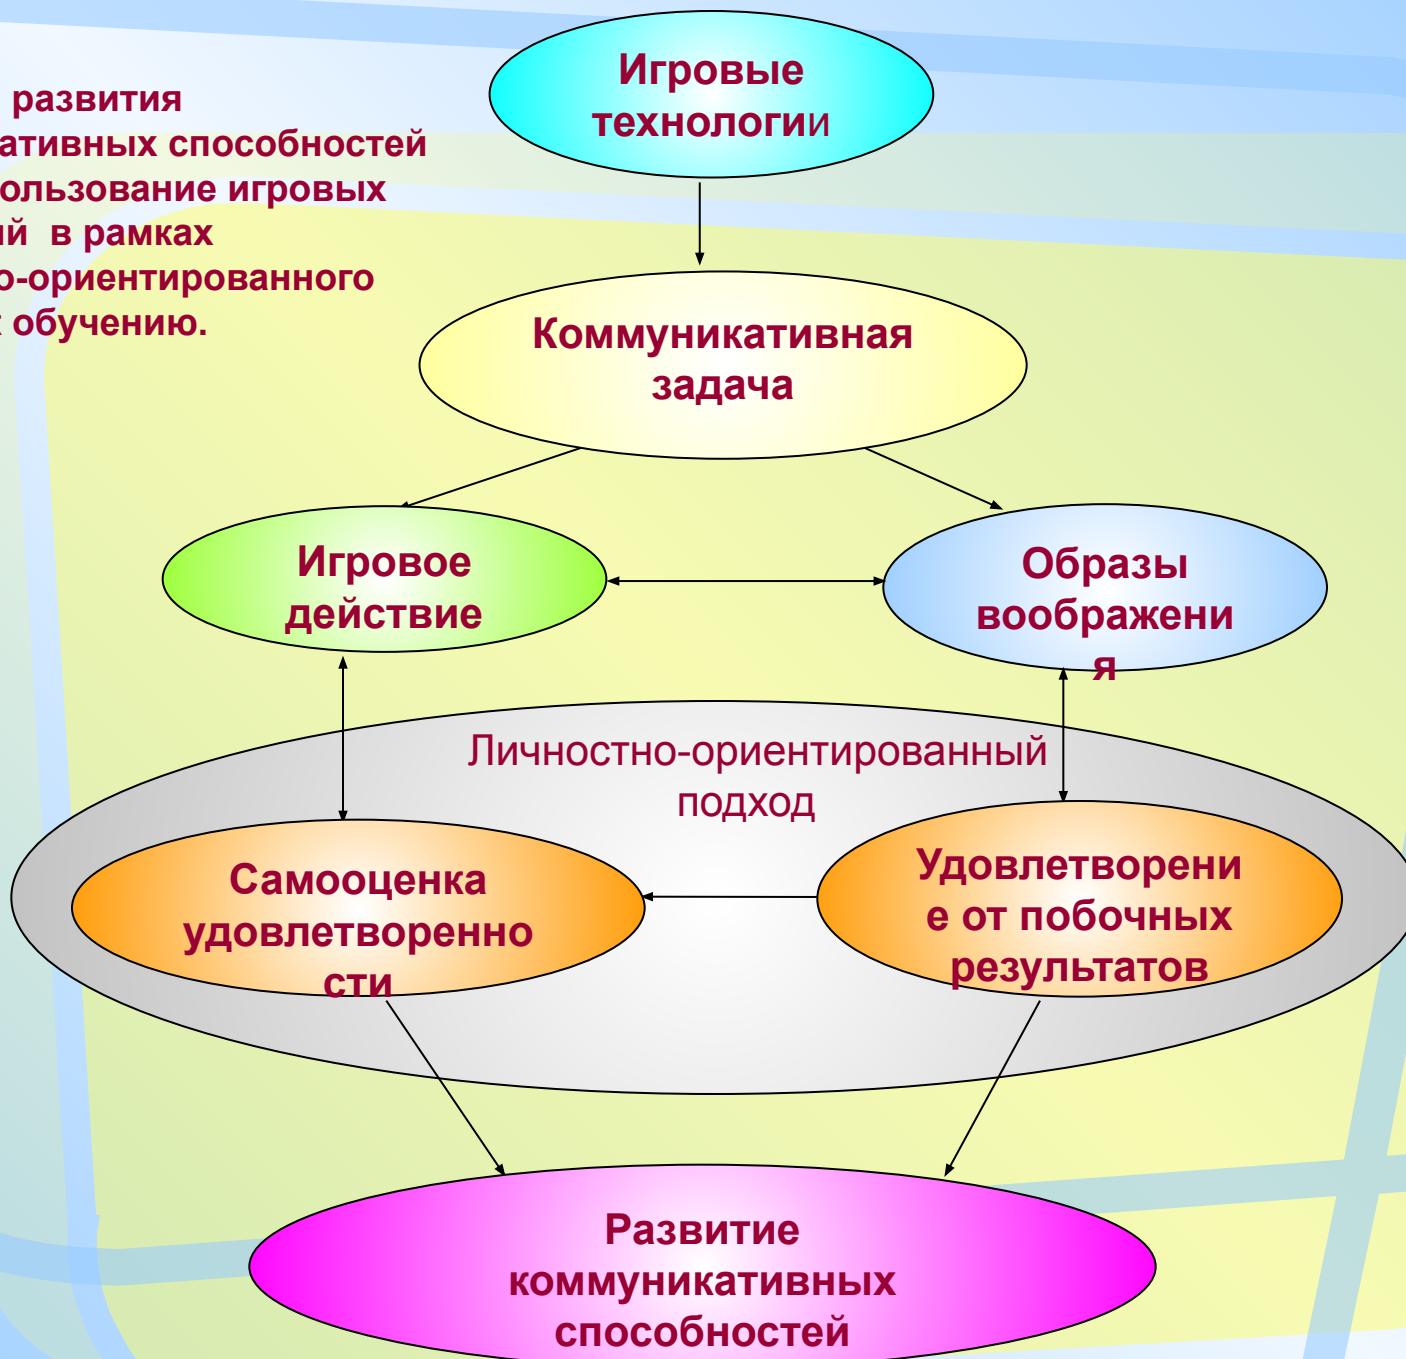 Игровые
технологии
развития
ативных способностей
ользование игровых
ий в рамках
о-ориентированного
к обучению.
Коммуникативная
задача
Игровое
действие
Образы
воображени
я
Личностно-ориентированный
подход
Самооценка
удовлетворенно
сти
Удовлетворени
е от побочных
результатов
Развитие
коммуникативных
способностей